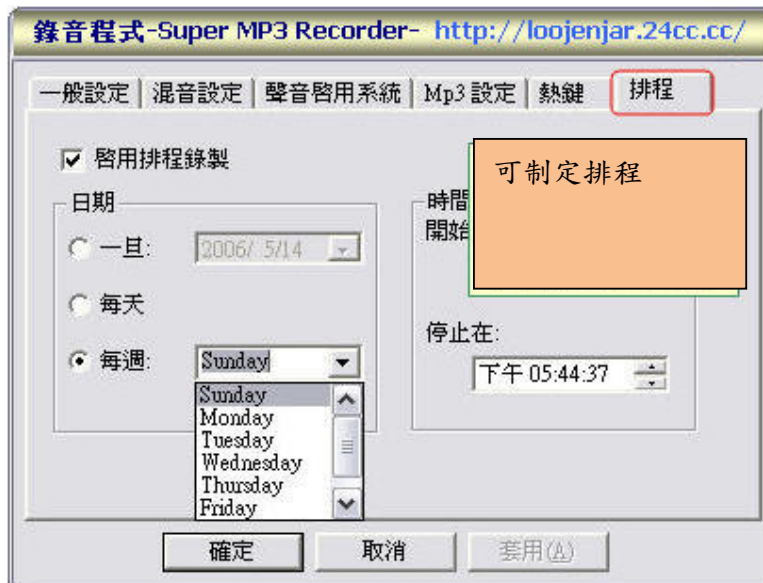 錄音程式-Super MP3 Recorder- http://loojenjar.24cc.cc/
一般設定 混音設定 聲音啓用系統 Mp3 設定 熱鍵 排程
啓用排程錄製
可制定排程
日期
時間
一旦:
2006/ 5/14
開始
每天
停止在:
每週:
Sunday
下午 05:44:37
Sunday
Monday
Tuesday
Wednesday
Thursday
Friday
確定 取消 套用(A)